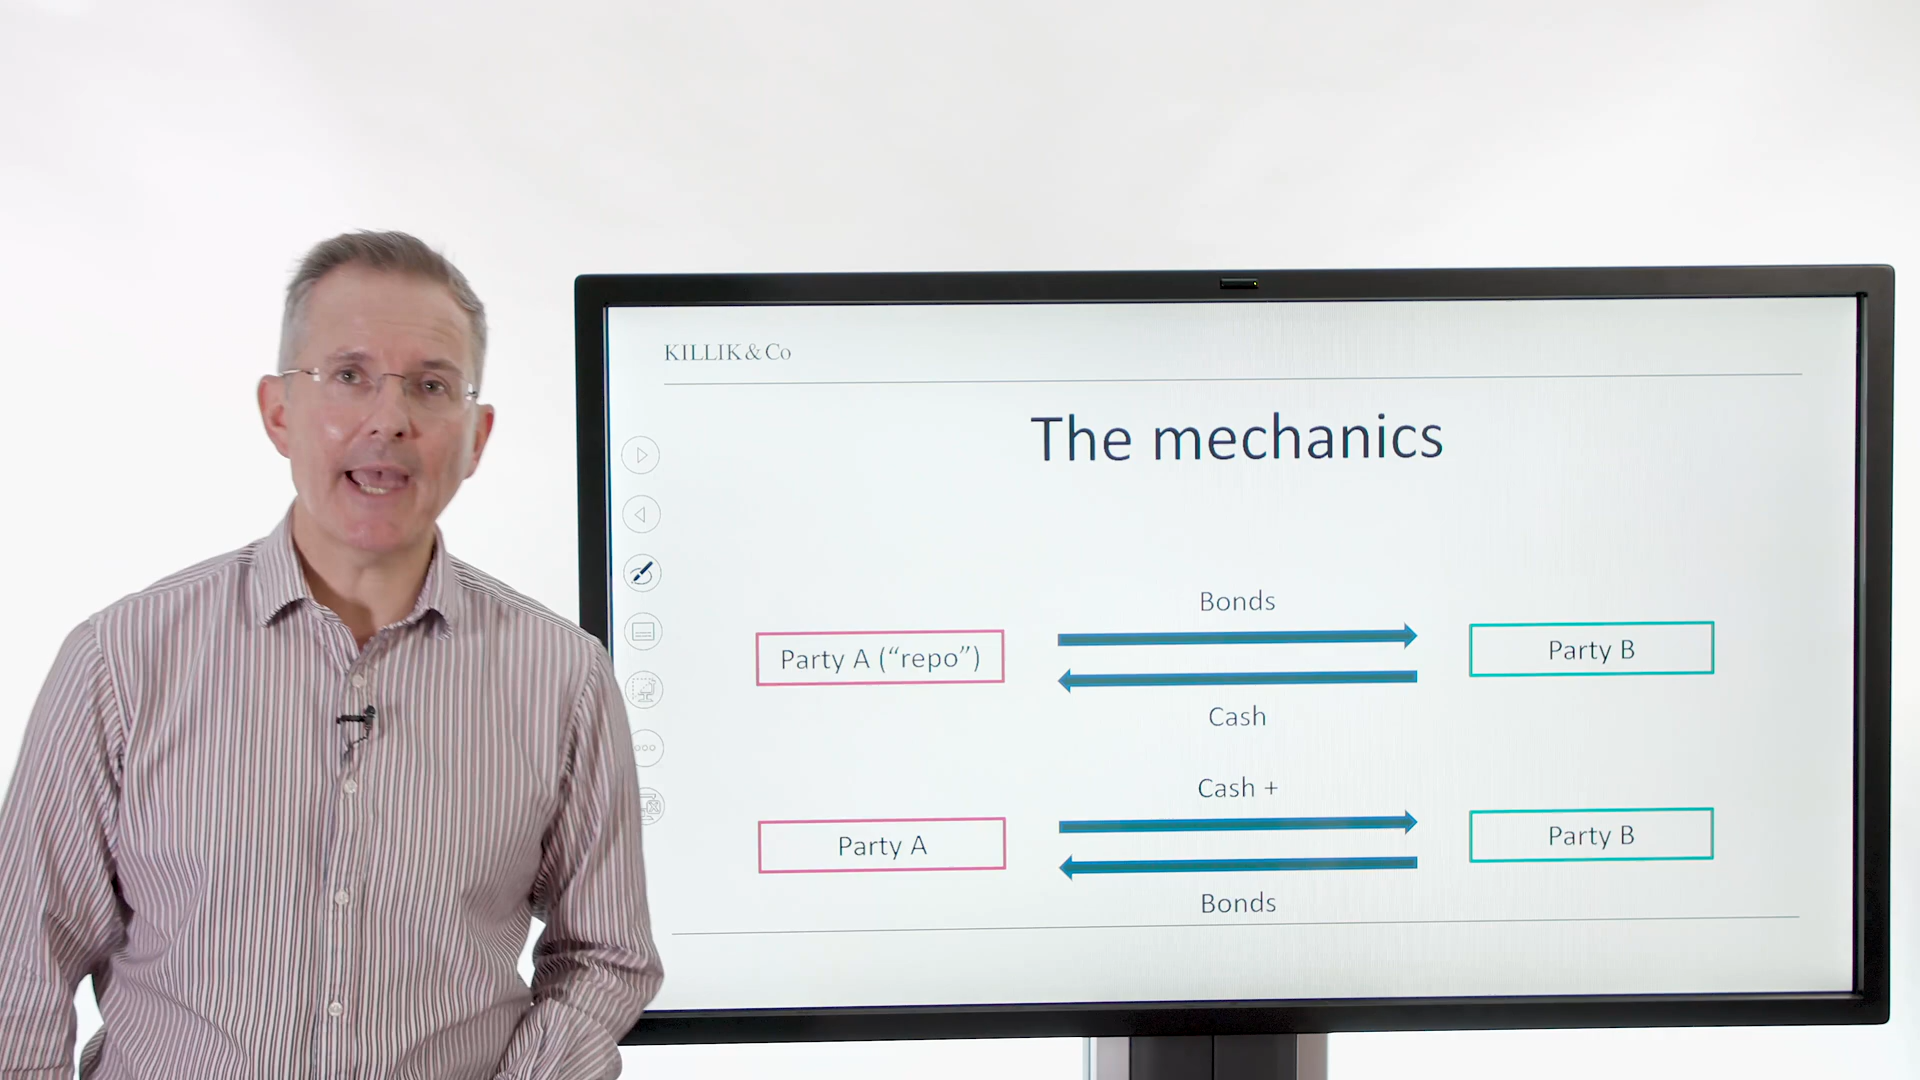 KILLIK & Co
The mechanics
Bonds
Party A (“repo”)
Party B
Cash
Cash +
Party A
Party B
Bonds